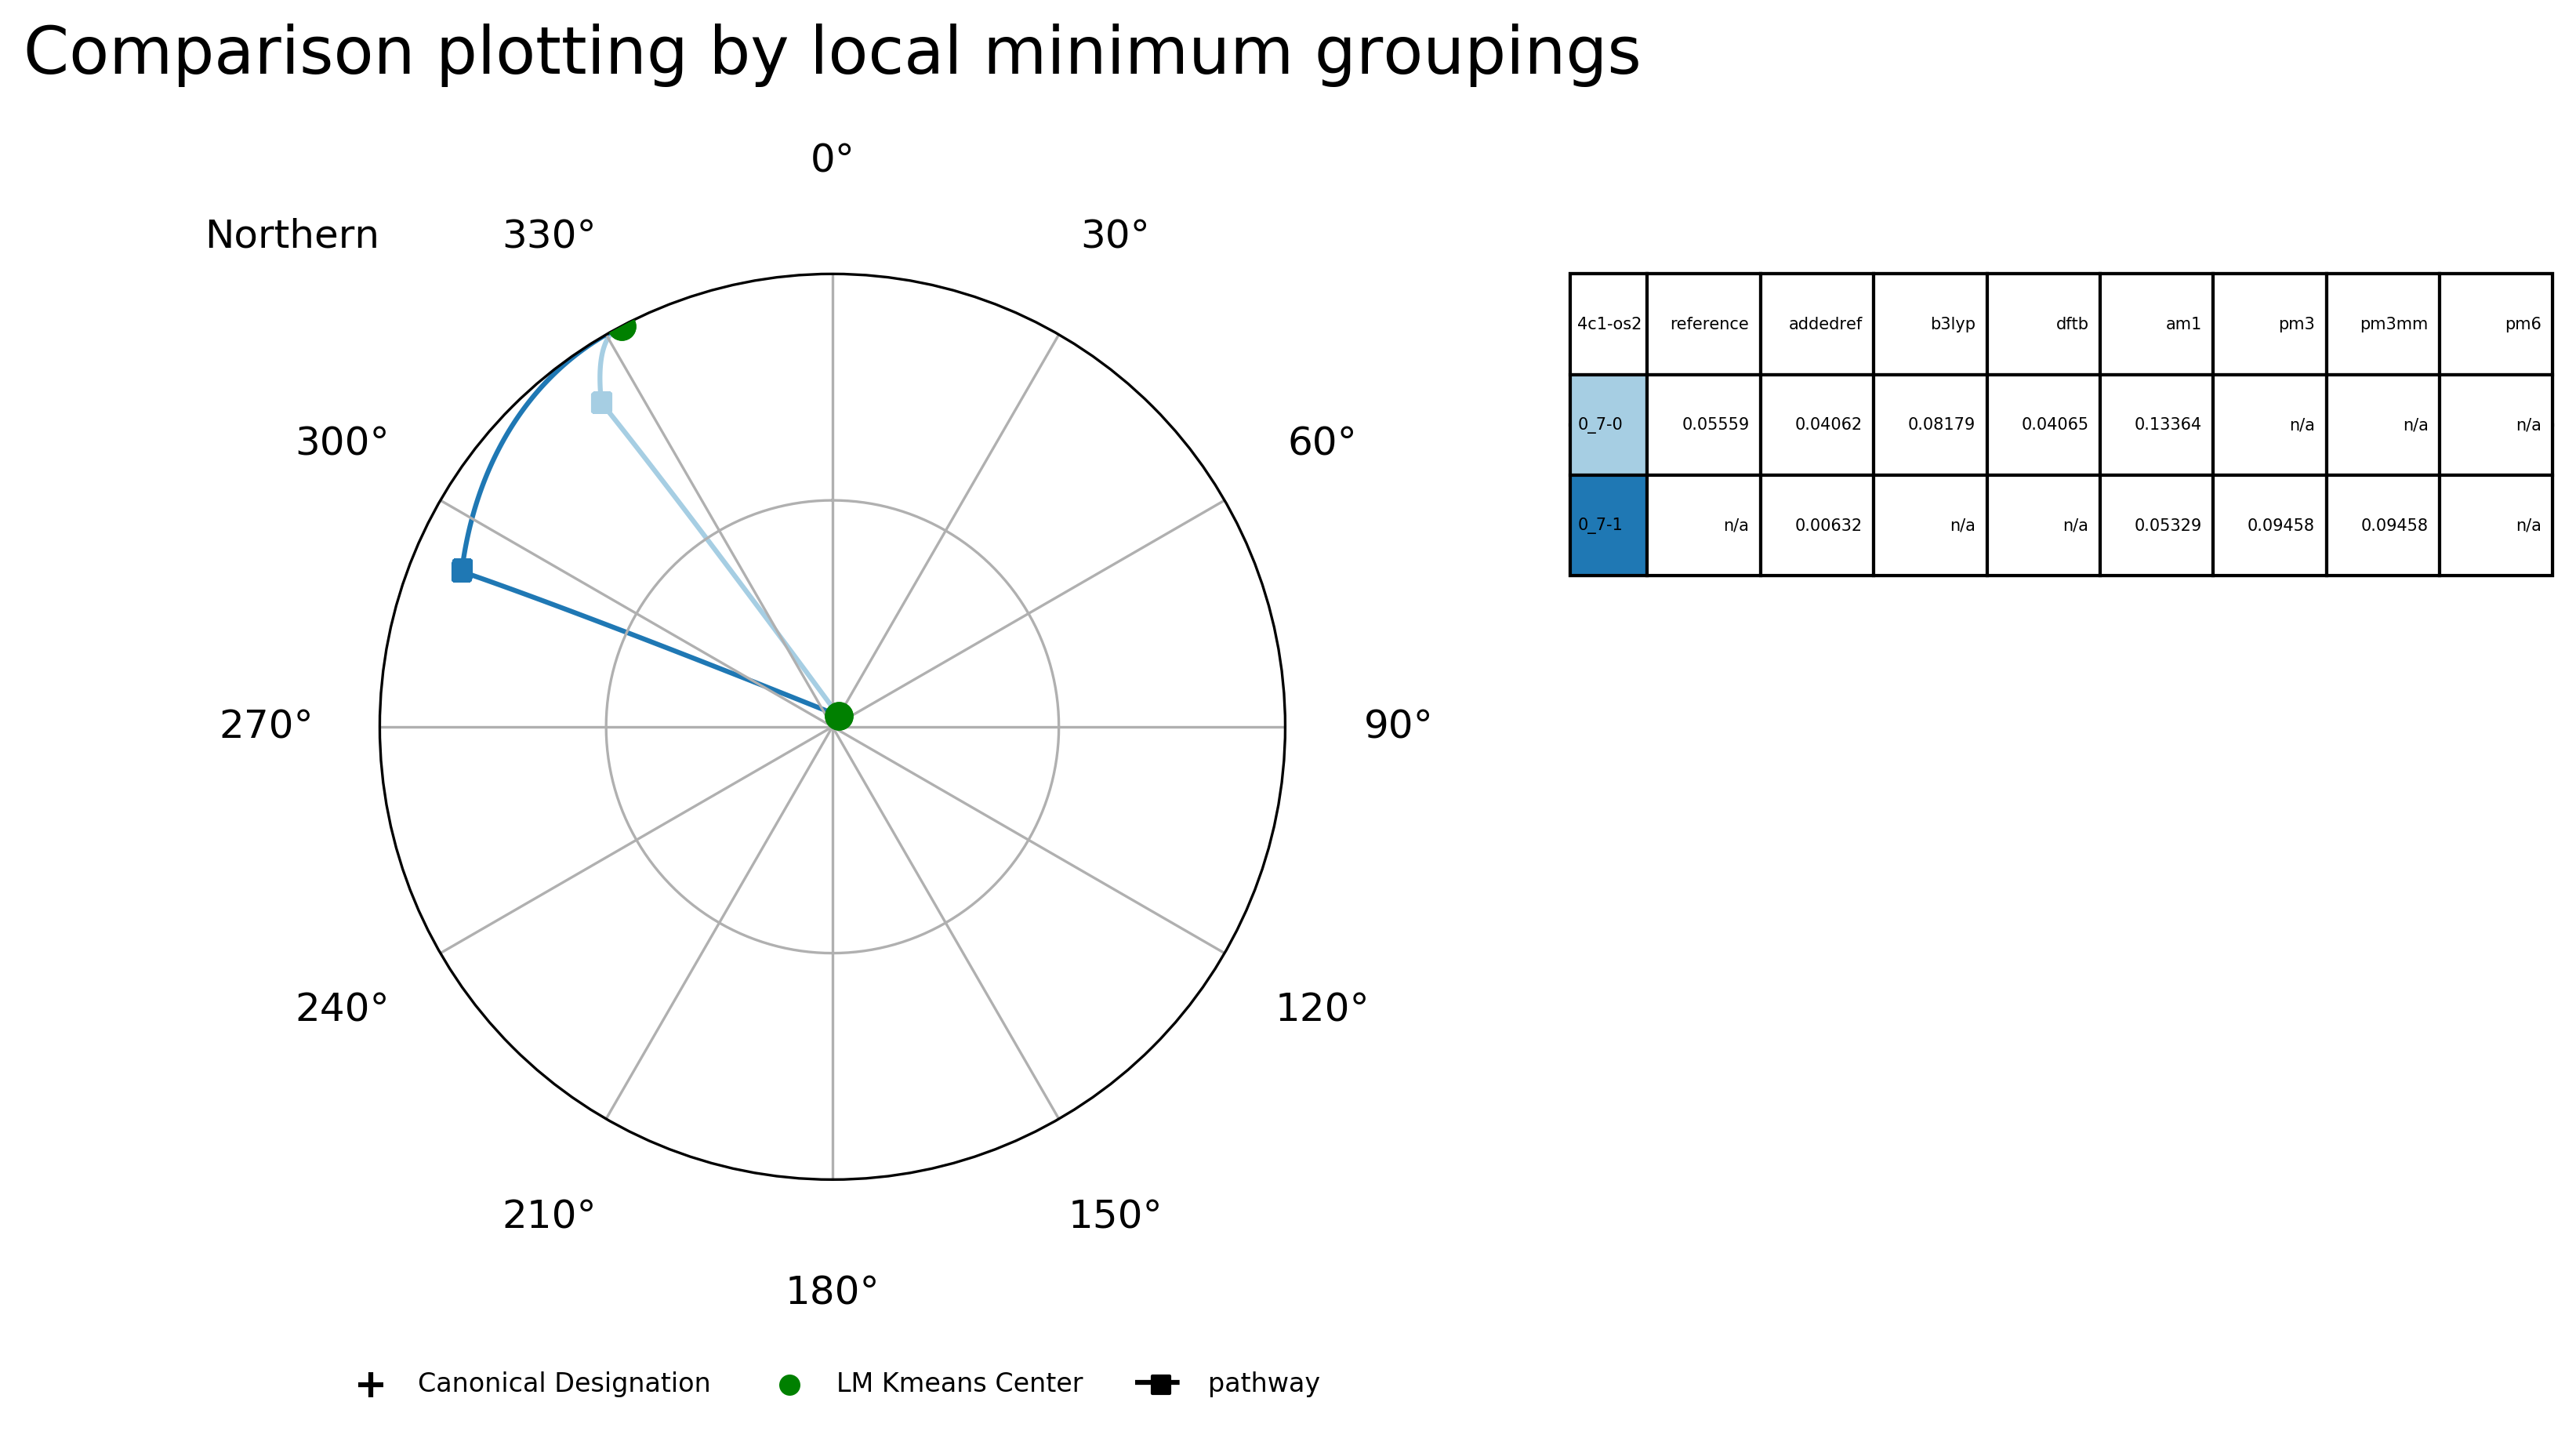 Comparison plotting by local minimum groupings
0°
Northern 330° 30°
300° 60°
270° 90°
240° 120°
210° 150°
180°
4c1-os2 reference addedref b3lyp dftb am1 pm3 pm3mm pm6
0_7-0 0.05559 0.04062 0.08179 0.04065 0.13364 n/a n/a n/a
0_7-1 n/a 0.00632 n/a n/a 0.05329 0.09458 0.09458 n/a
Canonical Designation LM Kmeans Center pathway